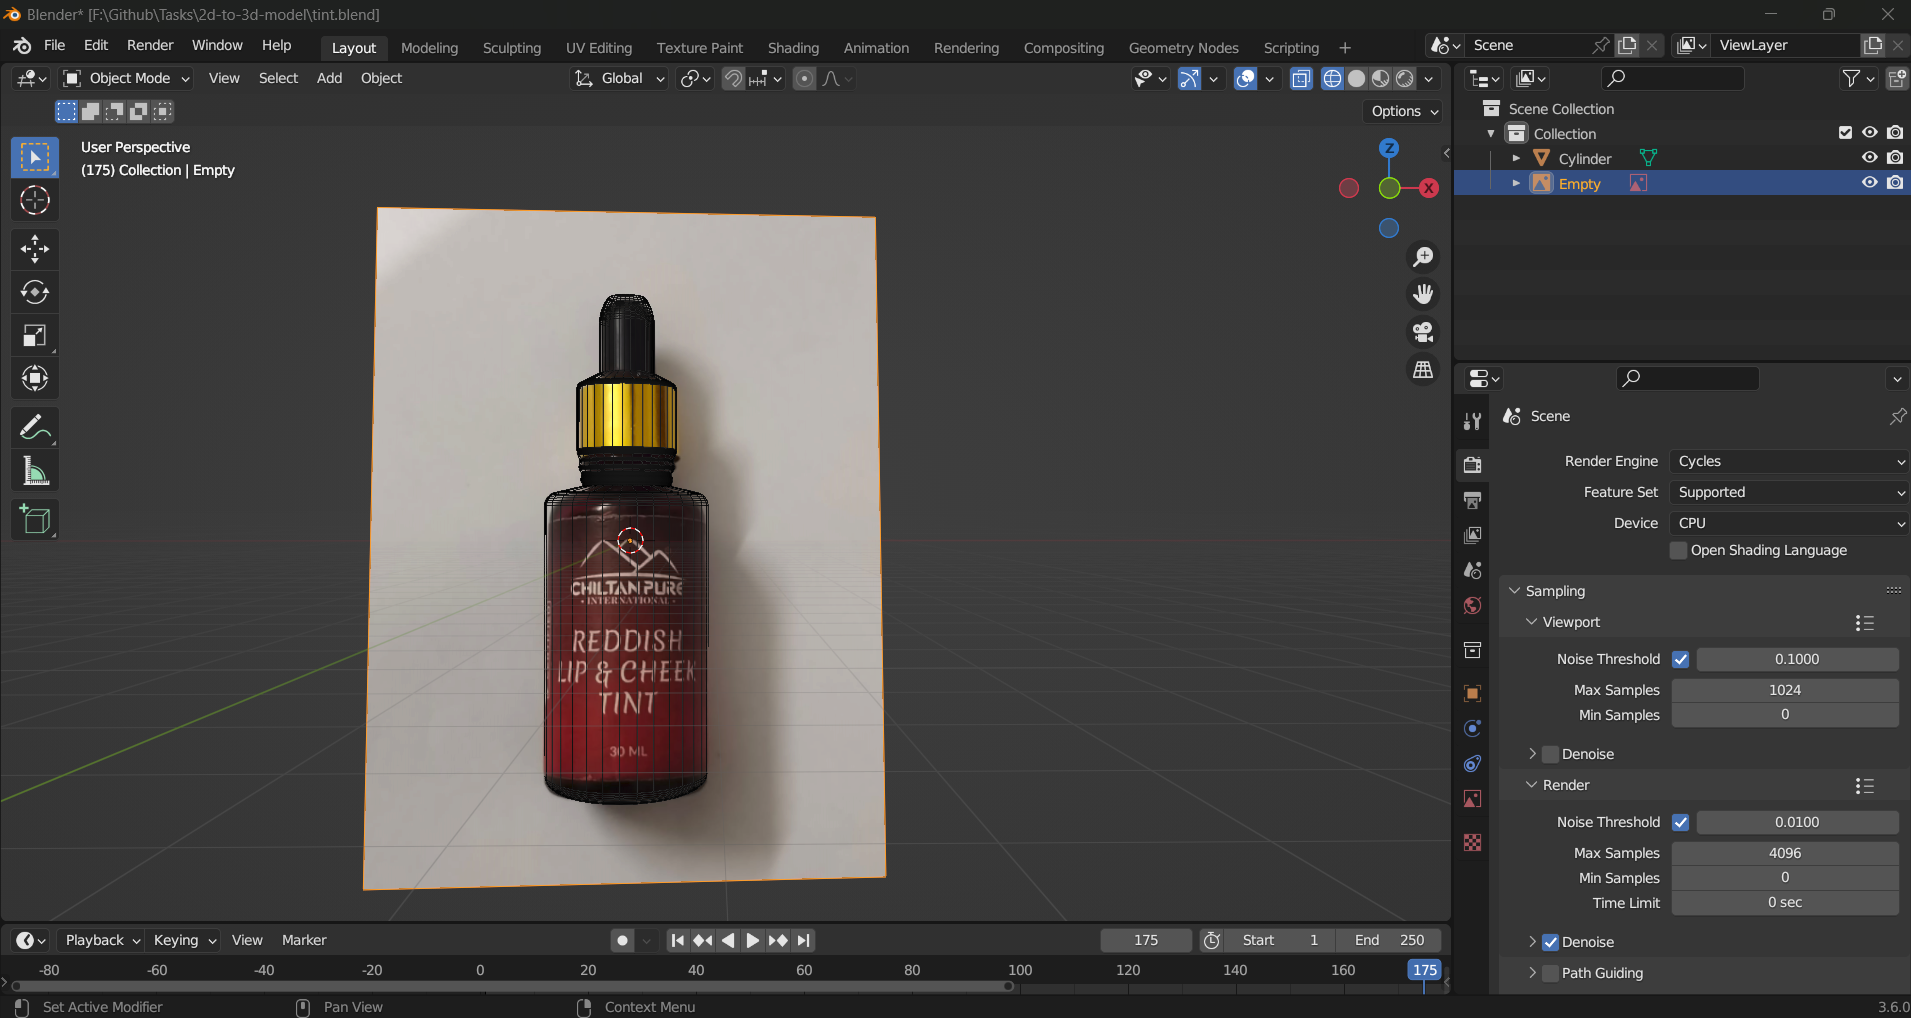 Blender* [F:\Github\Tasks\2d-to-3d-model\tint.blend]
File Edit Render Window Help
Layout Modeling Sculpting UV Editing Texture Paint Shading Animation Rendering Compositing Geometry Nodes Scripting +
Scene
ViewLayer
Object Mode View Select Add Object
Global
Options
User Perspective
(175) Collection | Empty
Z
X
CHILTAN PURE
- INTERNATIONAL -
REDDISH
LIP & CHEEK
TINT
30 ML
Scene Collection
Collection
Cylinder
Empty
Scene
Render Engine Cycles
Feature Set Supported
Device CPU
Open Shading Language
Sampling
Viewport
Noise Threshold 0.1000
Max Samples 1024
Min Samples 0
Denoise
Render
Noise Threshold 0.0100
Max Samples 4096
Min Samples 0
Time Limit 0 sec
Denoise
Path Guiding
Playback Keying View Marker
175 Start 1 End 250
-80 -60 -40 -20 0 20 40 60 80 100 120 140 160 175
Set Active Modifier Pan View Context Menu
3.6.0